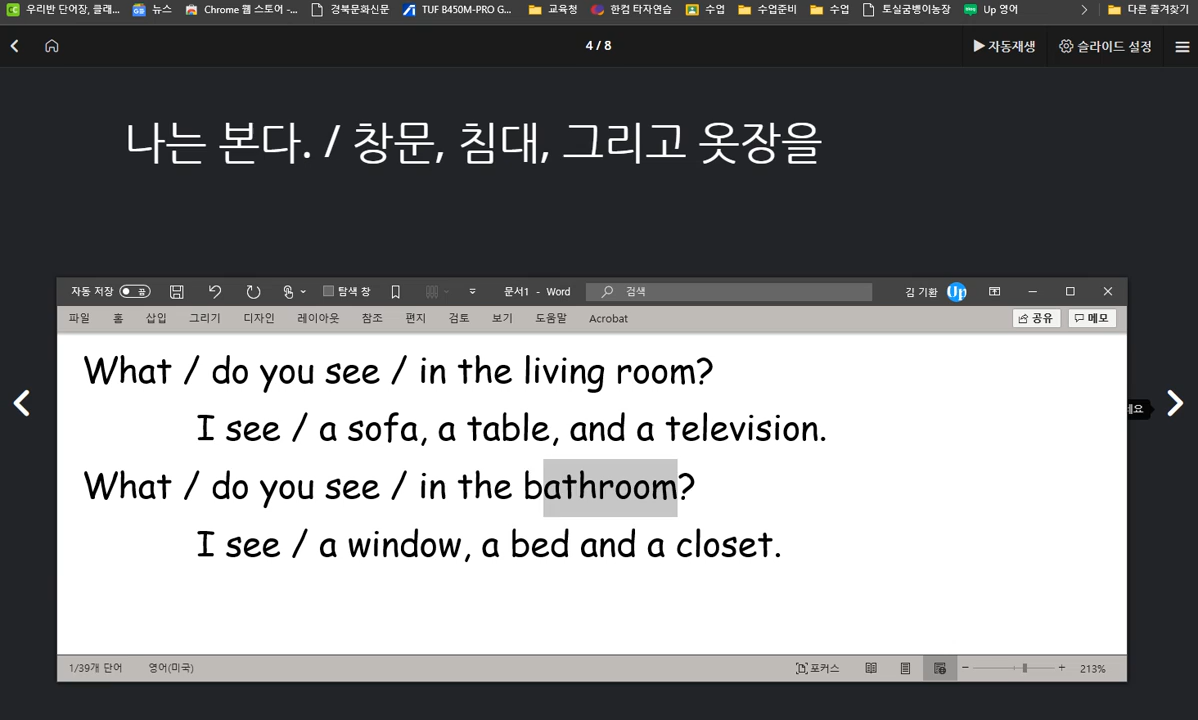 우리반 단어장, 클래... 뉴스 Chrome 웹 스토어 -... 경북문화신문 TUF B450M-PRO G... 교육청 한컴 타자연습 수업 수업준비 수업 토실굼벵이농장 Up 영어 다른 즐겨찾기
4 / 8 자동재생 슬라이드 설정
나는 본다. / 창문, 침대, 그리고 옷장을
자동 저장 끔 탐색 창 문서1 - Word 검색 김 기환 Up
파일 홈 삽입 그리기 디자인 레이아웃 참조 편지 검토 보기 도움말 Acrobat 공유 메모
What / do you see / in the living room?
I see / a sofa, a table, and a television.
What / do you see / in the bathroom?
I see / a window, a bed and a closet.
1/39개 단어 영어(미국) 포커스 213%